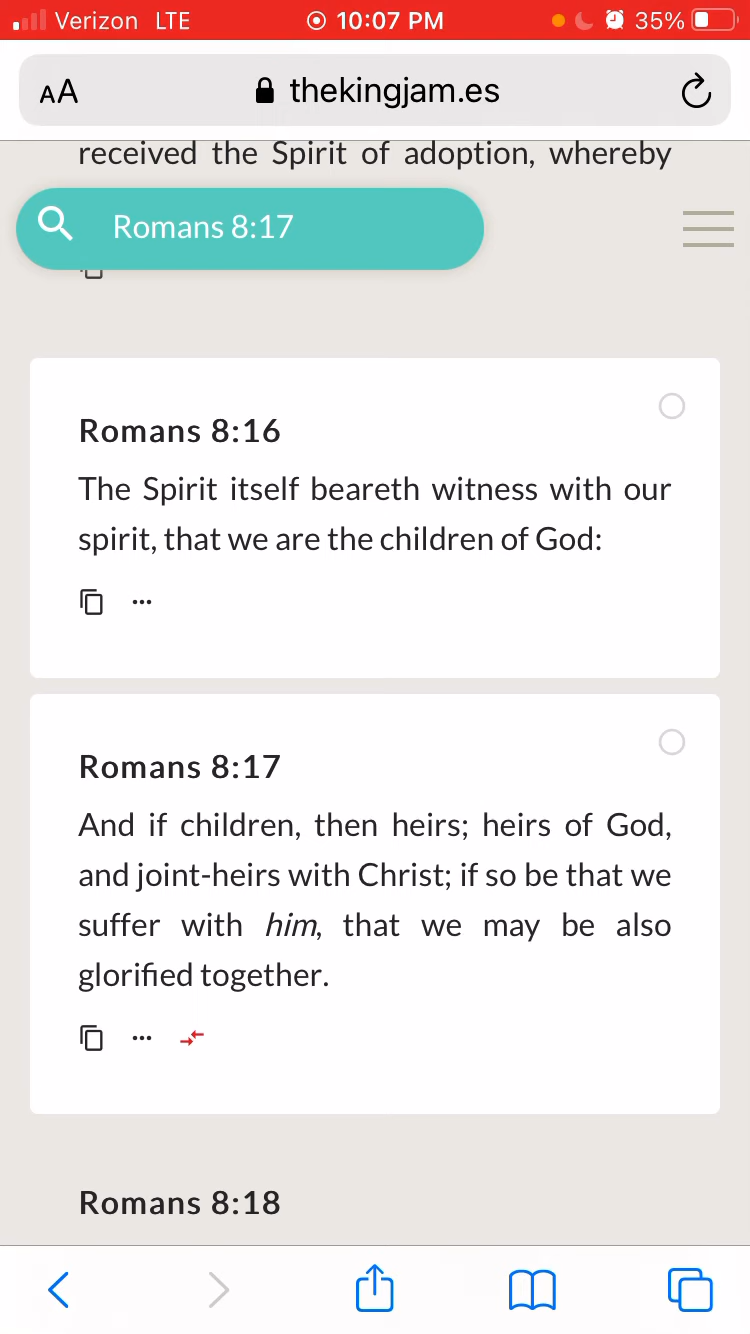 Verizon LTE 10:07 PM 35%
AA thekingjam.es
received the Spirit of adoption, whereby
Romans 8:17
Romans 8:16
The Spirit itself beareth witness with our
spirit, that we are the children of God:
Romans 8:17
And if children, then heirs; heirs of God,
and joint-heirs with Christ; if so be that we
suffer with him, that we may be also
glorified together.
Romans 8:18